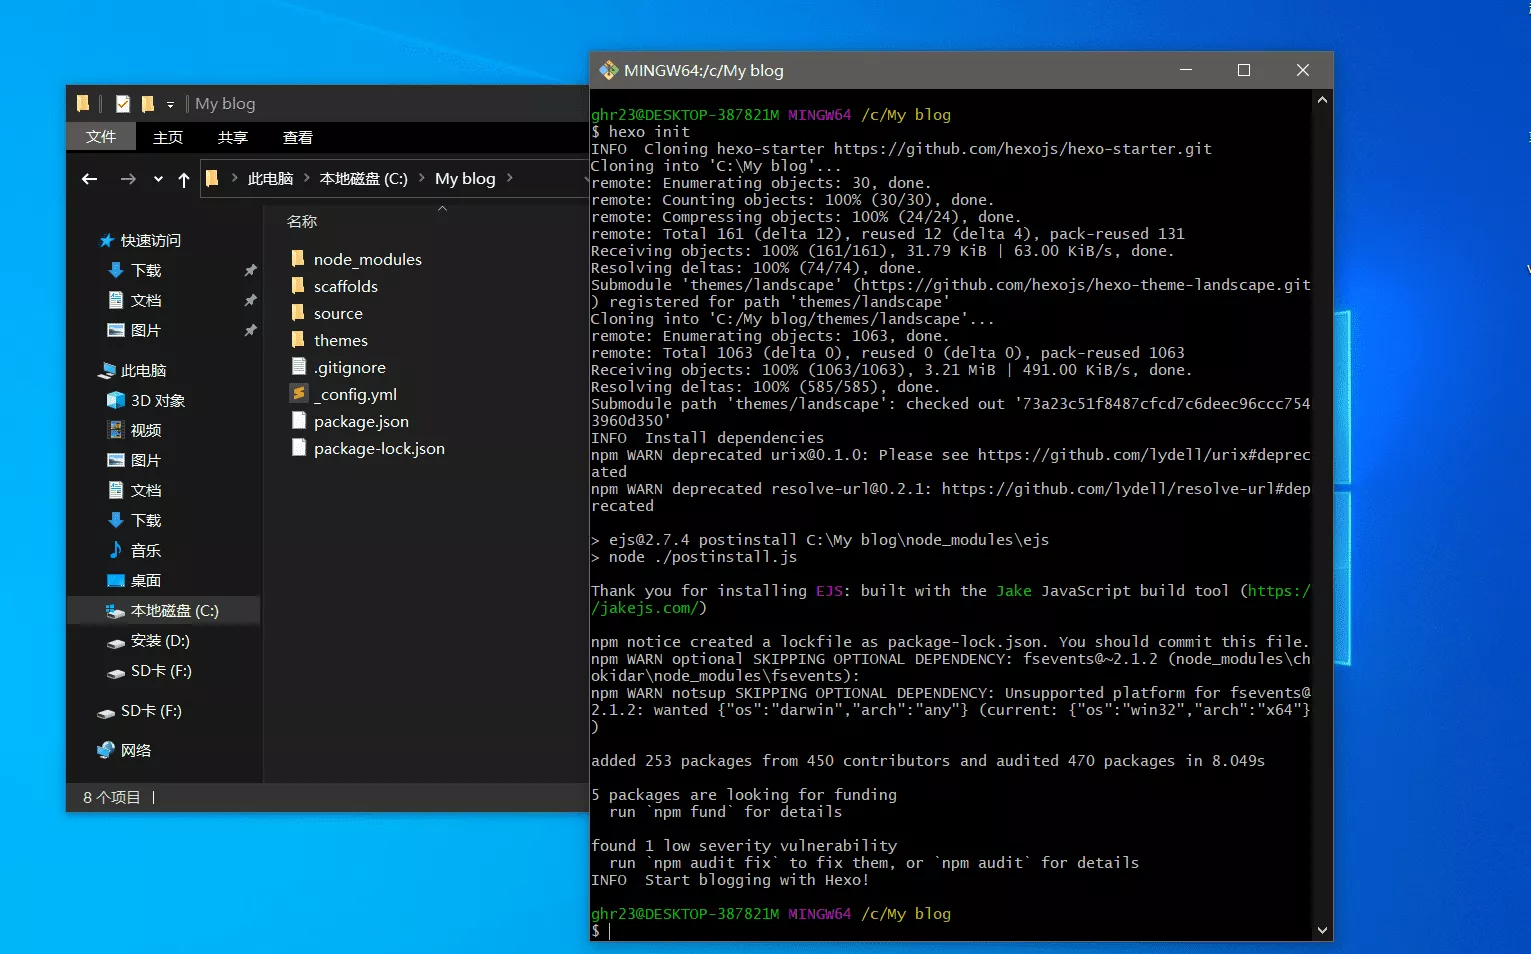 My blog
文件 主页 共享 查看
此电脑 本地磁盘 (C:) My blog
名称
快速访问
下载
文档
图片
此电脑
3D 对象
视频
图片
文档
下载
音乐
桌面
本地磁盘 (C:)
安装 (D:)
SD卡 (F:)
SD卡 (F:)
网络
node_modules
scaffolds
source
themes
.gitignore
_config.yml
package.json
package-lock.json
8 个项目
MINGW64:/c/My blog
ghr23@DESKTOP-387821M MINGW64 /c/My blog
$ hexo init
INFO  Cloning hexo-starter https://github.com/hexojs/hexo-starter.git
Cloning into 'C:\My blog'...
remote: Enumerating objects: 30, done.
remote: Counting objects: 100% (30/30), done.
remote: Compressing objects: 100% (24/24), done.
remote: Total 161 (delta 12), reused 12 (delta 4), pack-reused 131
Receiving objects: 100% (161/161), 31.79 KiB | 63.00 KiB/s, done.
Resolving deltas: 100% (74/74), done.
Submodule 'themes/landscape' (https://github.com/hexojs/hexo-theme-landscape.git
) registered for path 'themes/landscape'
Cloning into 'C:/My blog/themes/landscape'...
remote: Enumerating objects: 1063, done.
remote: Total 1063 (delta 0), reused 0 (delta 0), pack-reused 1063
Receiving objects: 100% (1063/1063), 3.21 MiB | 491.00 KiB/s, done.
Resolving deltas: 100% (585/585), done.
Submodule path 'themes/landscape': checked out '73a23c51f8487cfcd7c6deec96ccc754
3960d350'
INFO  Install dependencies
npm WARN deprecated urix@0.1.0: Please see https://github.com/lydell/urix#deprec
ated
npm WARN deprecated resolve-url@0.2.1: https://github.com/lydell/resolve-url#dep
recated
> ejs@2.7.4 postinstall C:\My blog\node_modules\ejs
> node ./postinstall.js
Thank you for installing EJS: built with the Jake JavaScript build tool (https:/
/jakejs.com/)
npm notice created a lockfile as package-lock.json. You should commit this file.
npm WARN optional SKIPPING OPTIONAL DEPENDENCY: fsevents@~2.1.2 (node_modules\ch
okidar\node_modules\fsevents):
npm WARN notsup SKIPPING OPTIONAL DEPENDENCY: Unsupported platform for fsevents@
2.1.2: wanted {"os":"darwin","arch":"any"} (current: {"os":"win32","arch":"x64"}
)
added 253 packages from 450 contributors and audited 470 packages in 8.049s
5 packages are looking for funding
  run `npm fund` for details
found 1 low severity vulnerability
  run `npm audit fix` to fix them, or `npm audit` for details
INFO  Start blogging with Hexo!
ghr23@DESKTOP-387821M MINGW64 /c/My blog
$